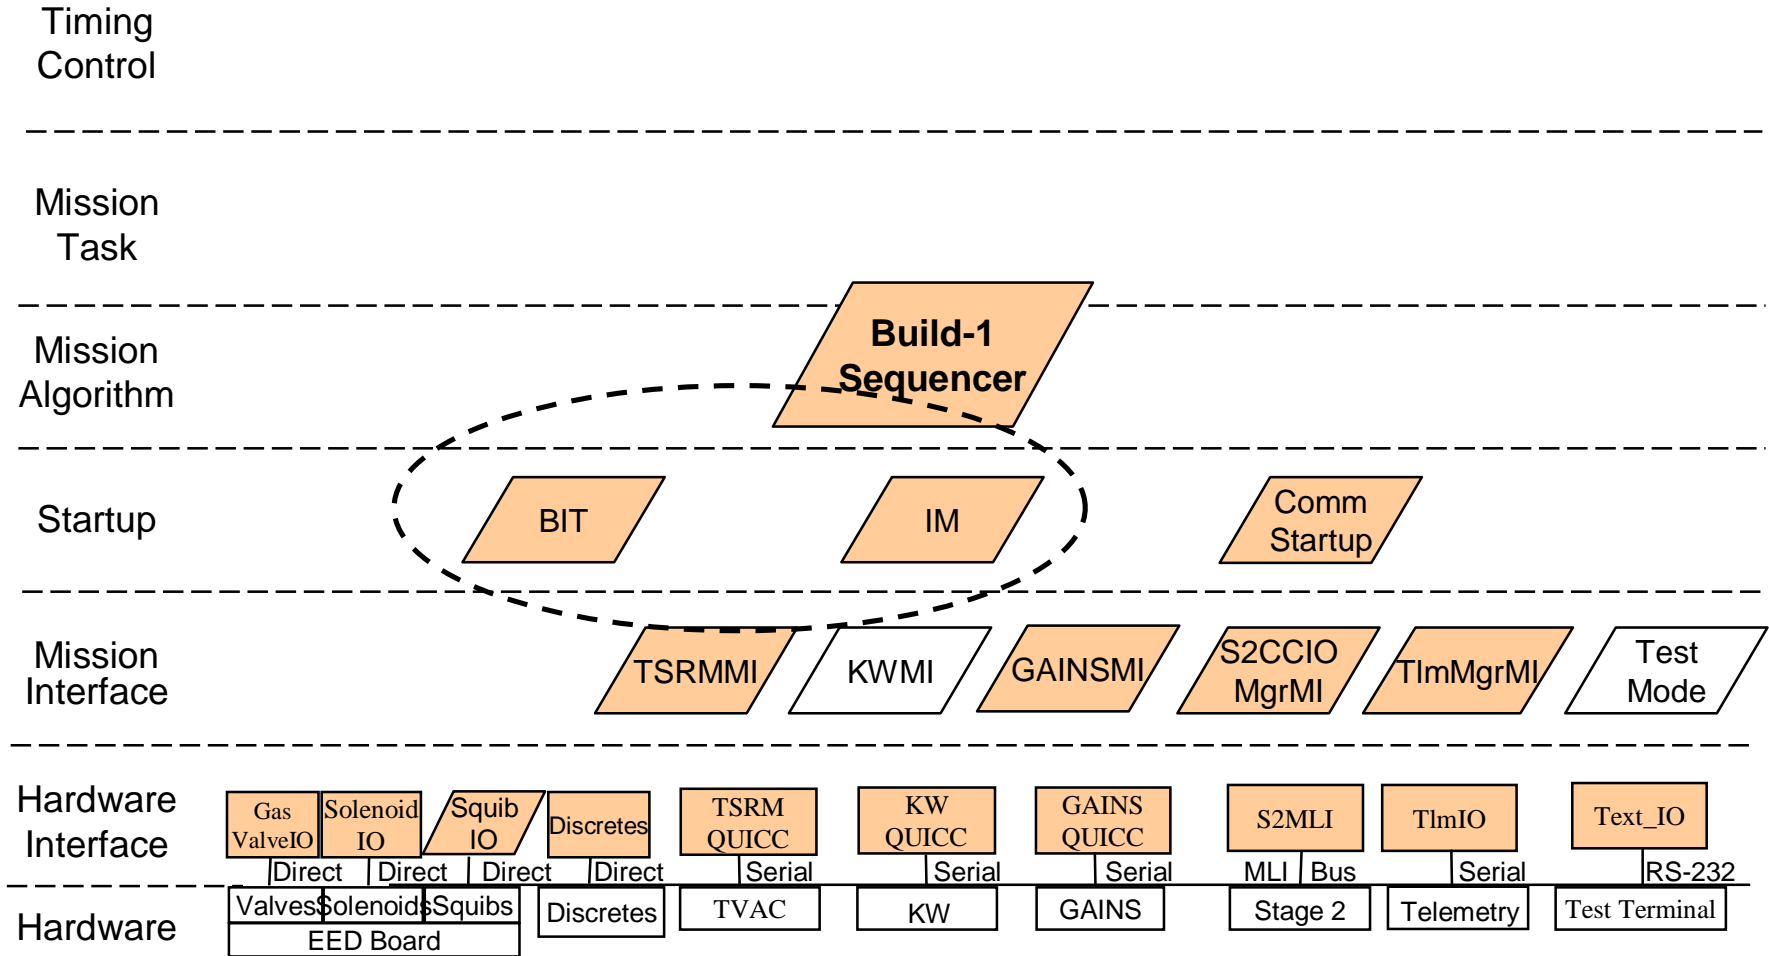 Timing
Control
Mission
Task
Mission
Algorithm
Build-1
Sequencer
Startup
BIT
IM
Comm
Startup
Mission
Interface
TSRMMI
KWMI
GAINSMI
S2CCIO
MgrMI
TlmMgrMI
Test
Mode
Hardware
Interface
Gas
ValveIO
Solenoid
IO
Squib
IO
Discretes
TSRM
QUICC
KW
QUICC
GAINS
QUICC
S2MLI
TlmIO
Text_IO
Direct
Direct
Direct
Direct
Serial
Serial
Serial
MLI Bus
Serial
RS-232
Hardware
Valves
Solenoids
Squibs
EED Board
Discretes
TVAC
KW
GAINS
Stage 2
Telemetry
Test Terminal